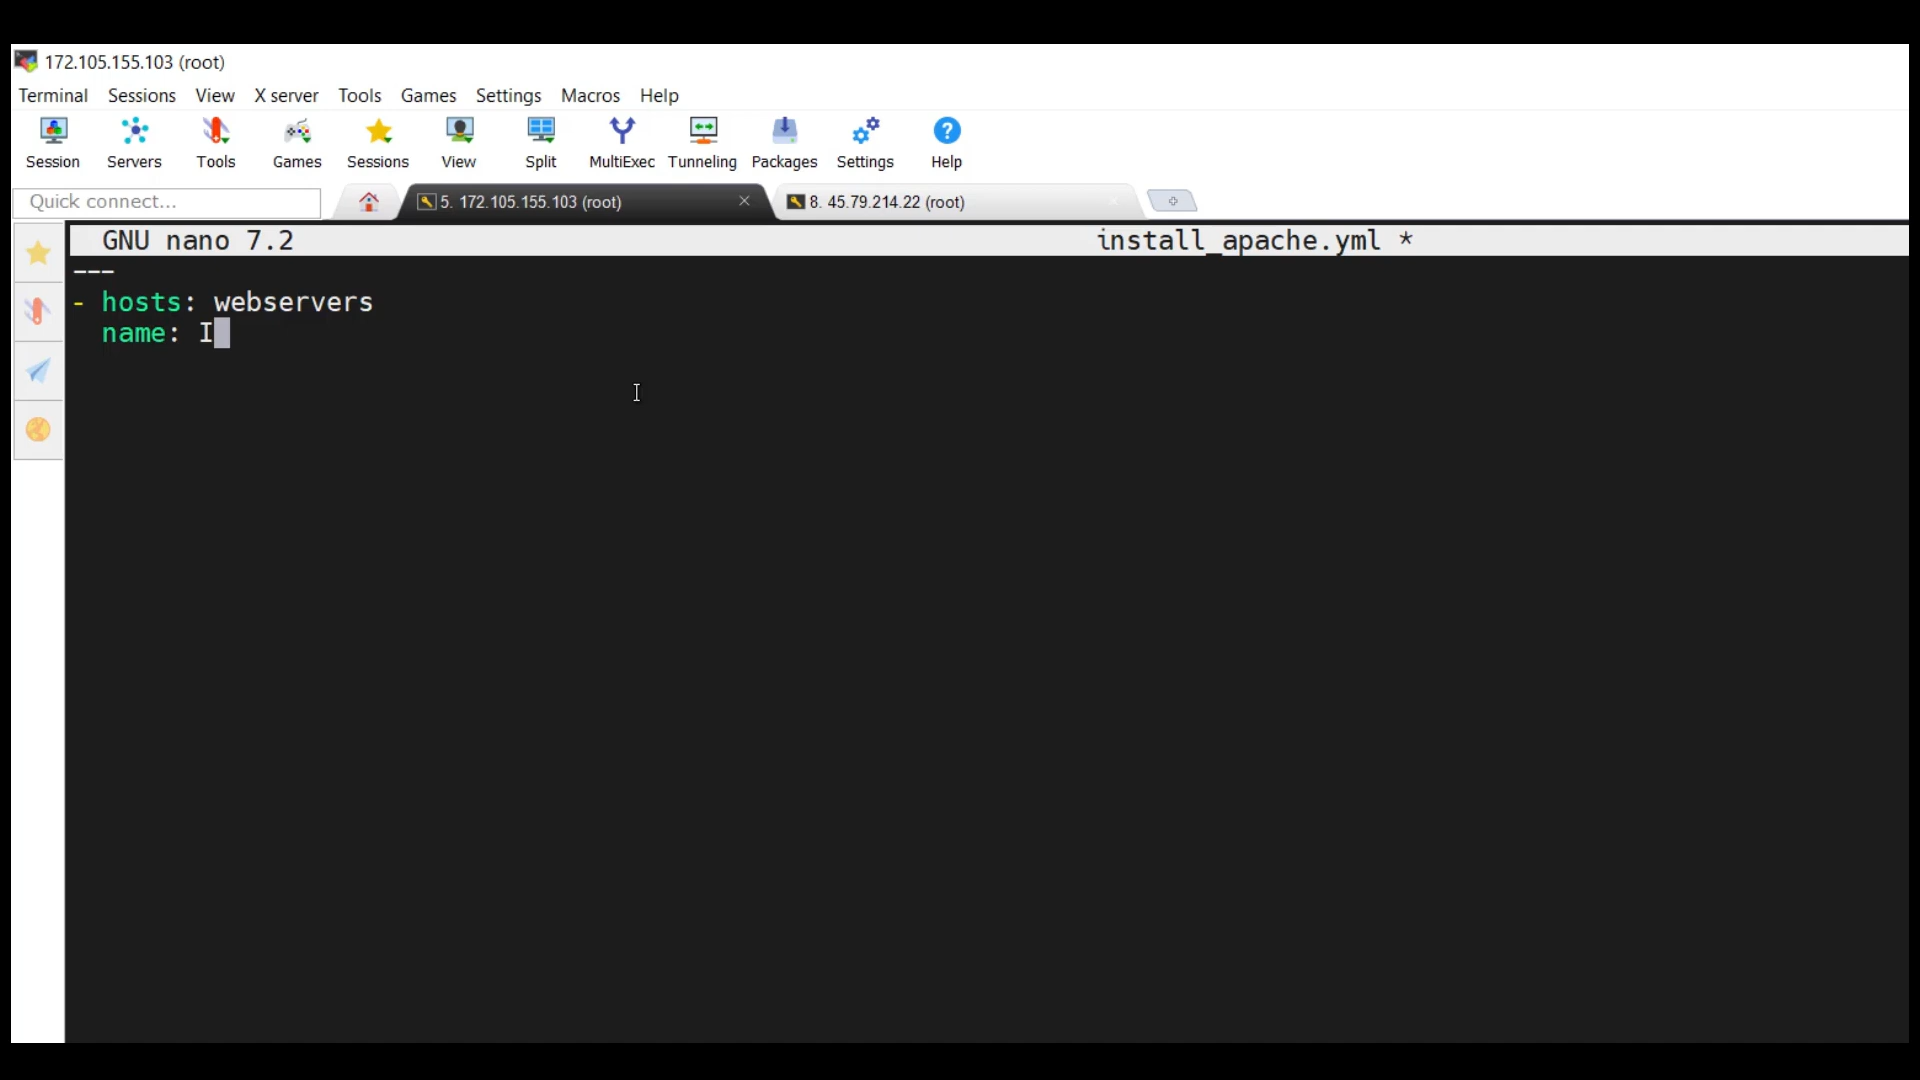 172.105.155.103 (root)
Terminal Sessions View X server Tools Games Settings Macros Help
Session Servers Tools Games Sessions View Split MultiExec Tunneling Packages Settings Help
Quick connect... 5. 172.105.155.103 (root) 8. 45.79.214.22 (root)
GNU nano 7.2 install_apache.yml *
---
- hosts: webservers
name: I